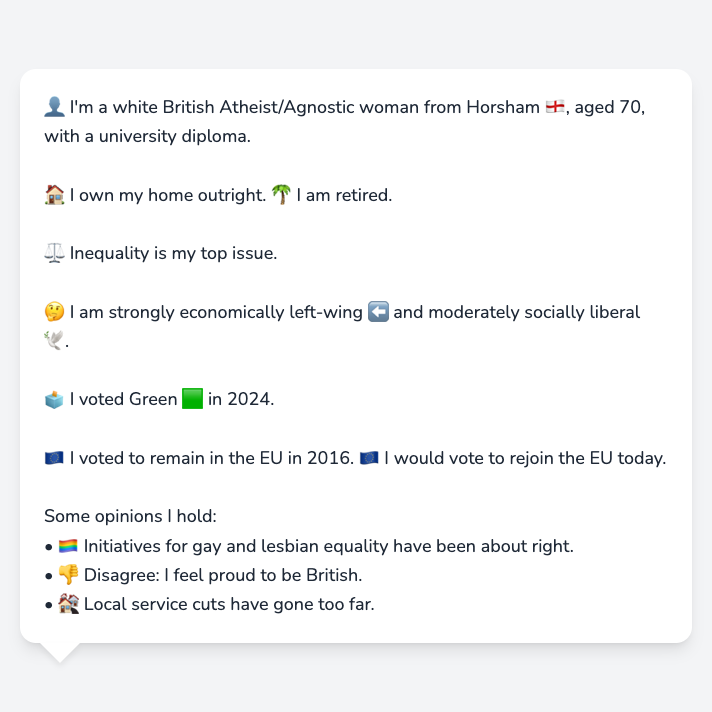 👤 I'm a white British Atheist/Agnostic woman from Horsham 🏴󠁧󠁢󠁥󠁮󠁧󠁿, aged 70,
with a university diploma.
🏠 I own my home outright. 🌴 I am retired.
⚖️ Inequality is my top issue.
🤔 I am strongly economically left-wing ⬅️ and moderately socially liberal
🕊️.
🗳️ I voted Green 🟩 in 2024.
🇪🇺 I voted to remain in the EU in 2016. 🇪🇺 I would vote to rejoin the EU today.
Some opinions I hold:
• 🏳️‍🌈 Initiatives for gay and lesbian equality have been about right.
• 👎 Disagree: I feel proud to be British.
• 🏘️ Local service cuts have gone too far.